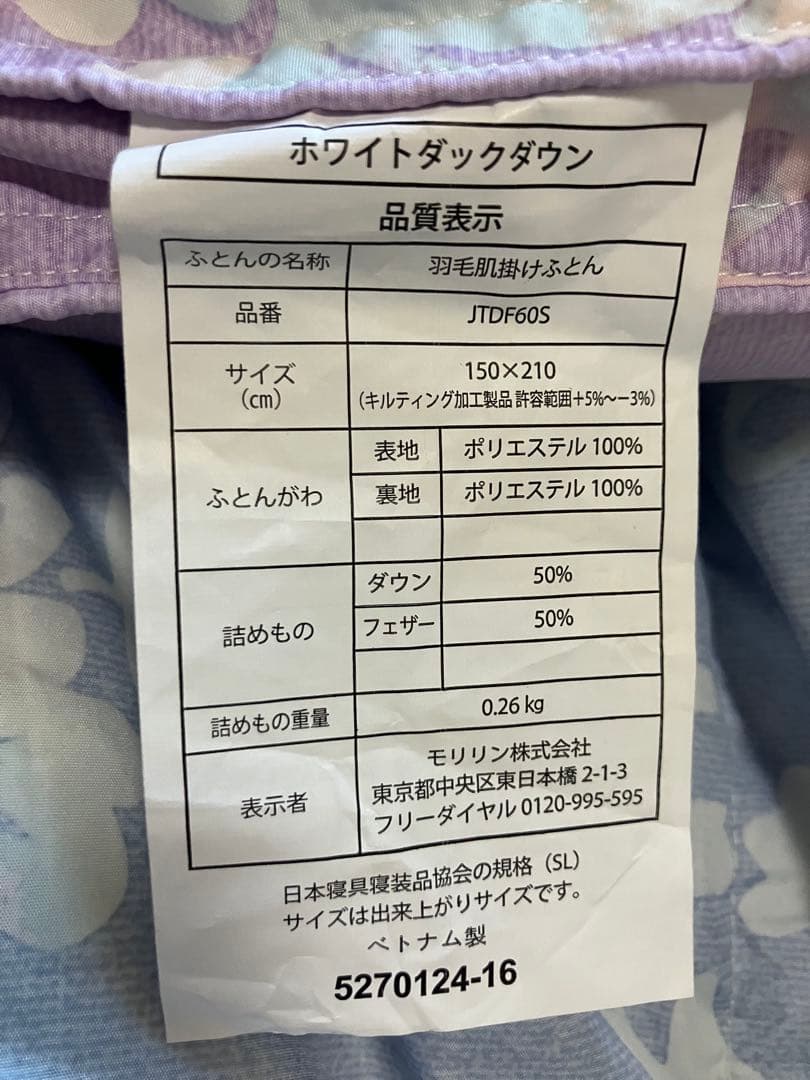 ホワイトダックダウン
品質表示
ふとんの名称 羽毛肌掛けふとん
品番 JTDF60S
サイズ 150×210
（cm） （キルティング加工製品 許容範囲＋5%〜－3%）
ふとんがわ 表地 ポリエステル 100%
裏地 ポリエステル 100%
詰めもの ダウン 50%
フェザー 50%
詰めもの重量 0.26 kg
表示者 モリリン株式会社
東京都中央区東日本橋 2-1-3
フリーダイヤル 0120-995-595
日本寝具寝装品協会の規格（SL）
サイズは出来上がりサイズです。
ベトナム製
5270124-16